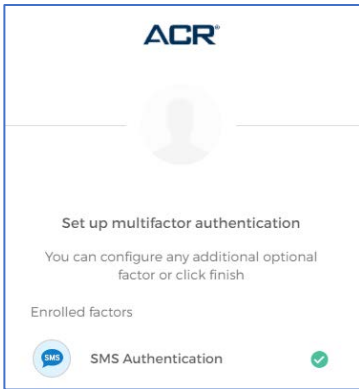 ACR®
Set up multifactor authentication
You can configure any additional optional
factor or click finish
Enrolled factors
SMS
SMS Authentication